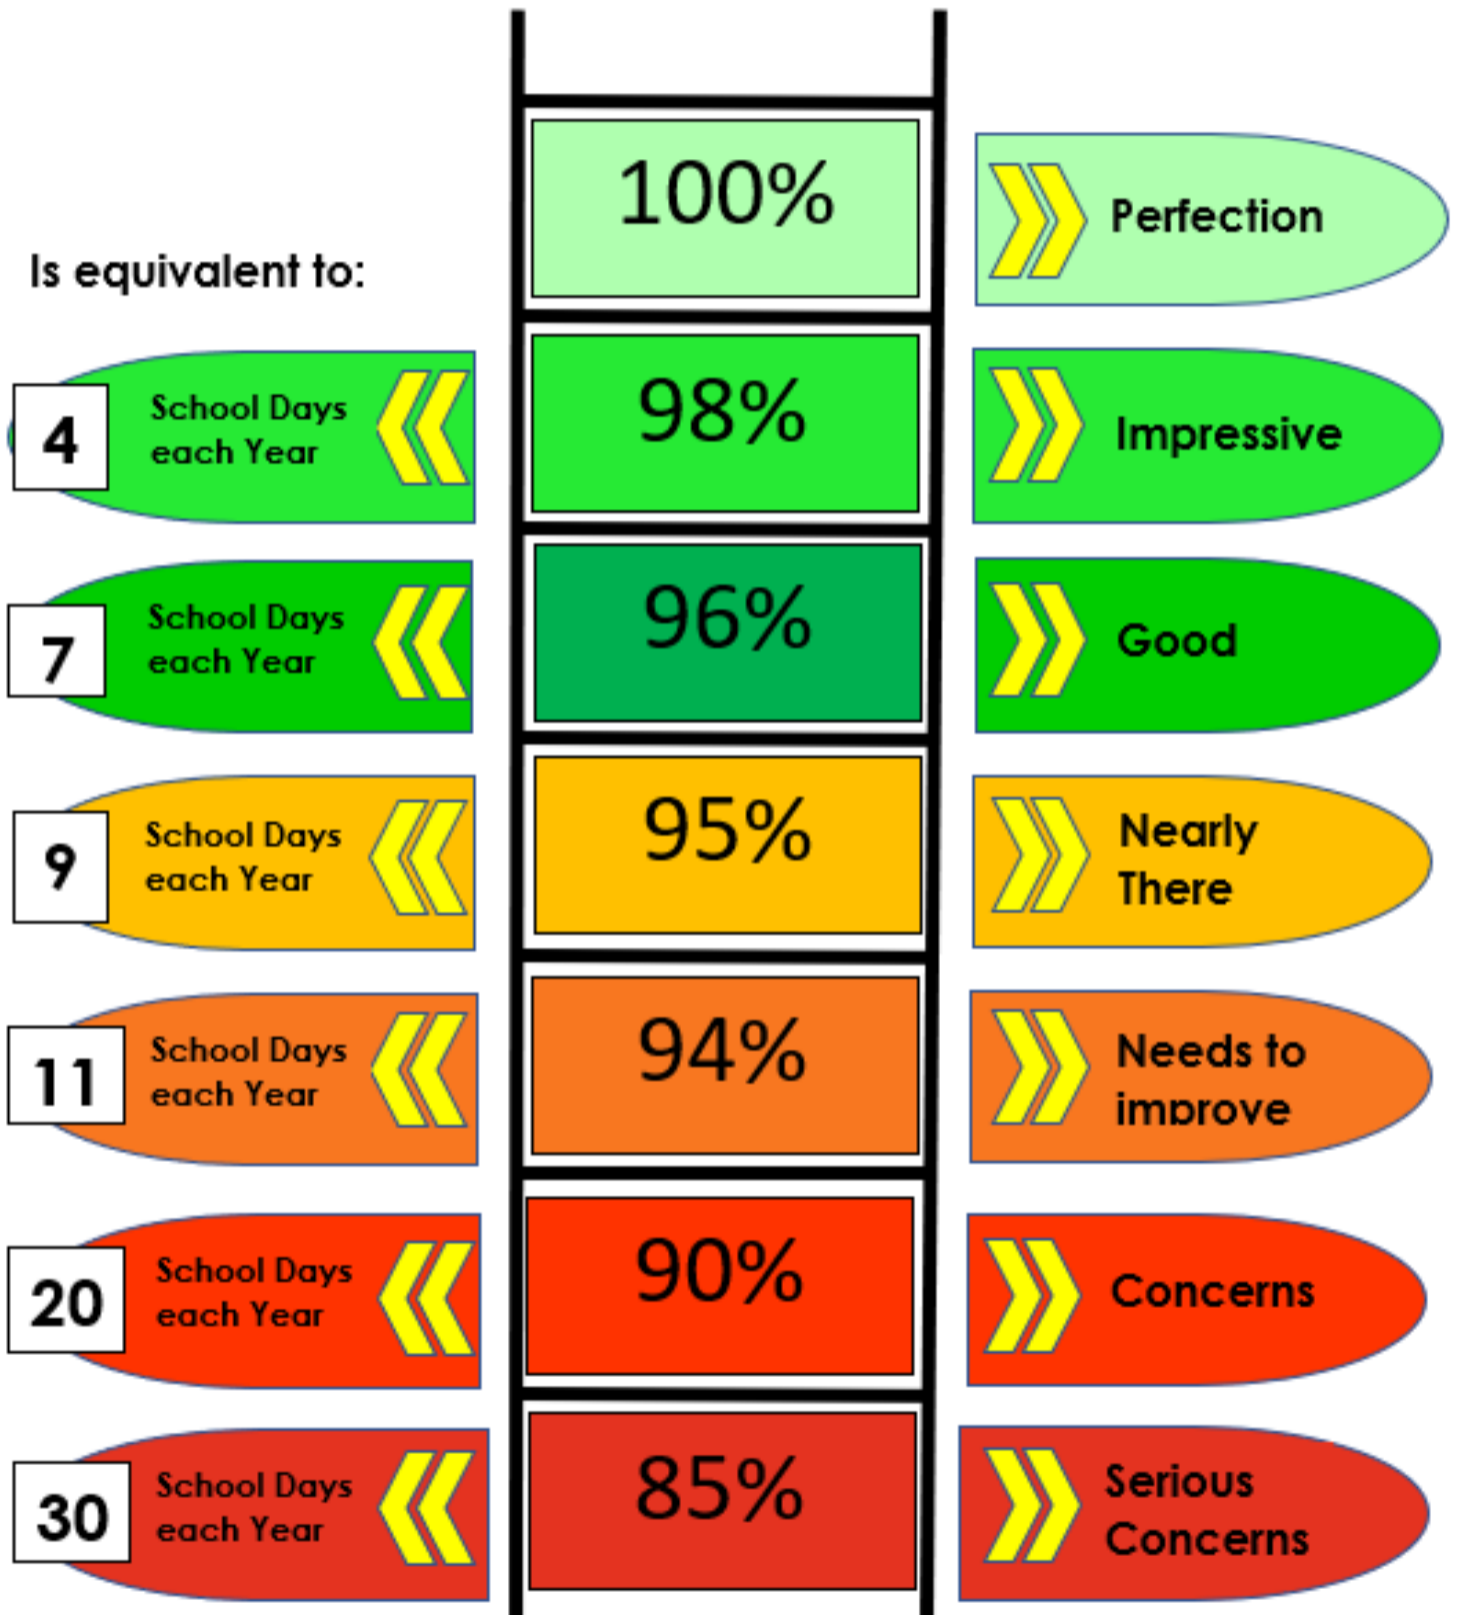 100%
Perfection
Is equivalent to:
4
School Days
each Year
98%
Impressive
7
School Days
each Year
96%
Good
9
School Days
each Year
95%
Nearly
There
11
School Days
each Year
94%
Needs to
improve
20
School Days
each Year
90%
Concerns
30
School Days
each Year
85%
Serious
Concerns